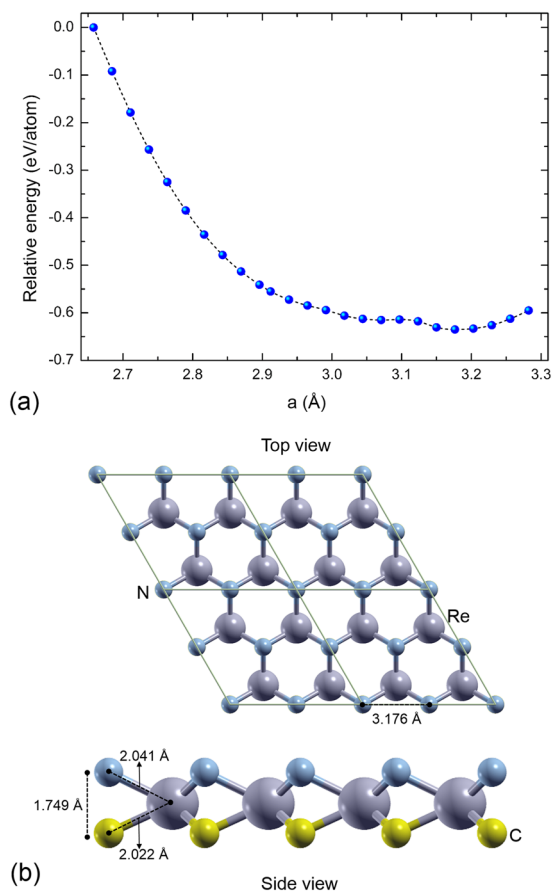 0.0
-0.1
-0.2
-0.3
-0.4
-0.5
-0.6
-0.7
Relative energy (eV/atom)
2.7 2.8 2.9 3.0 3.1 3.2 3.3
a (Å)
(a)
Top view
N
Re
3.176 Å
2.041 Å
1.749 Å
C
2.022 Å
(b)
Side view